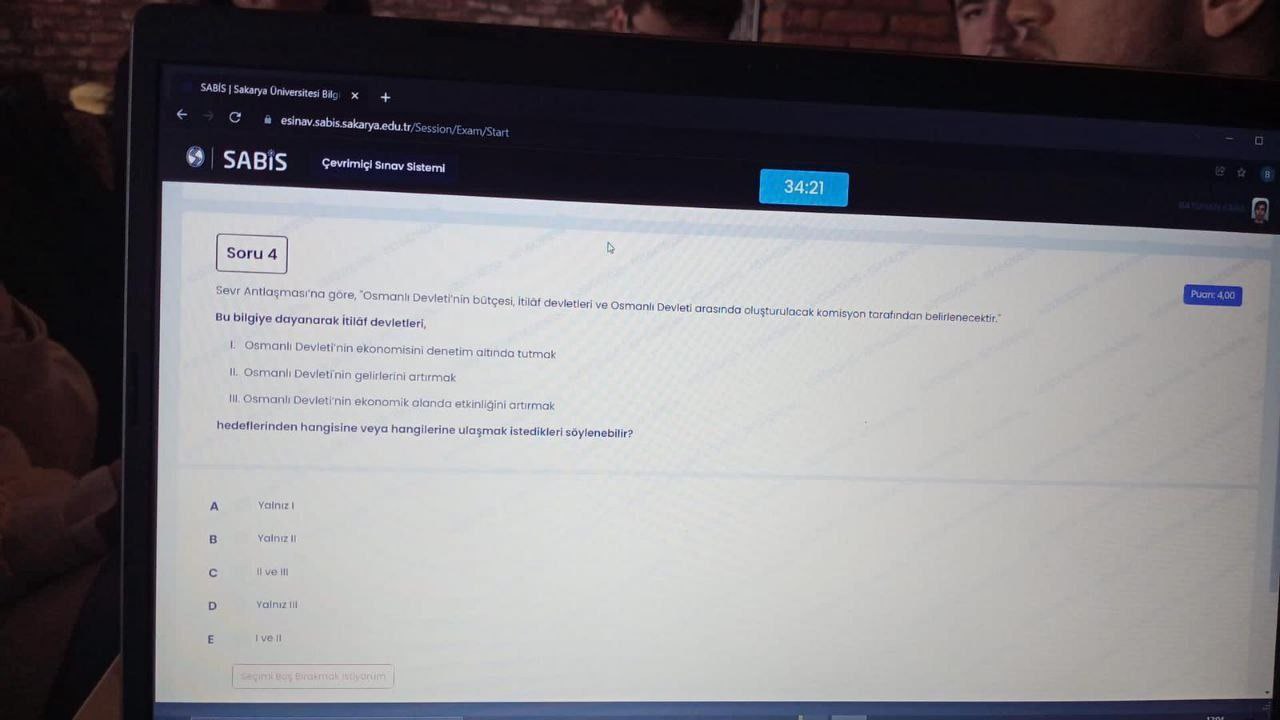 SABİS | Sakarya Üniversitesi Bilgi
esinav.sabis.sakarya.edu.tr/Session/Exam/Start
SABİS
Çevrimiçi Sınav Sistemi
34:21
8
Soru 4
Puan: 4,00
Sevr Antlaşması'na göre, "Osmanlı Devleti'nin bütçesi, İtilâf devletleri ve Osmanlı Devleti arasında oluşturulacak komisyon tarafından belirlenecektir."
Bu bilgiye dayanarak İtilâf devletleri,
I. Osmanlı Devleti'nin ekonomisini denetim altında tutmak
II. Osmanlı Devleti'nin gelirlerini artırmak
III. Osmanlı Devleti'nin ekonomik alanda etkinliğini artırmak
hedeflerinden hangisine veya hangilerine ulaşmak istedikleri söylenebilir?
A Yalnız I
B Yalnız II
C II ve III
D Yalnız III
E I ve II
Seçimi Boş Bırakmak İstiyorum